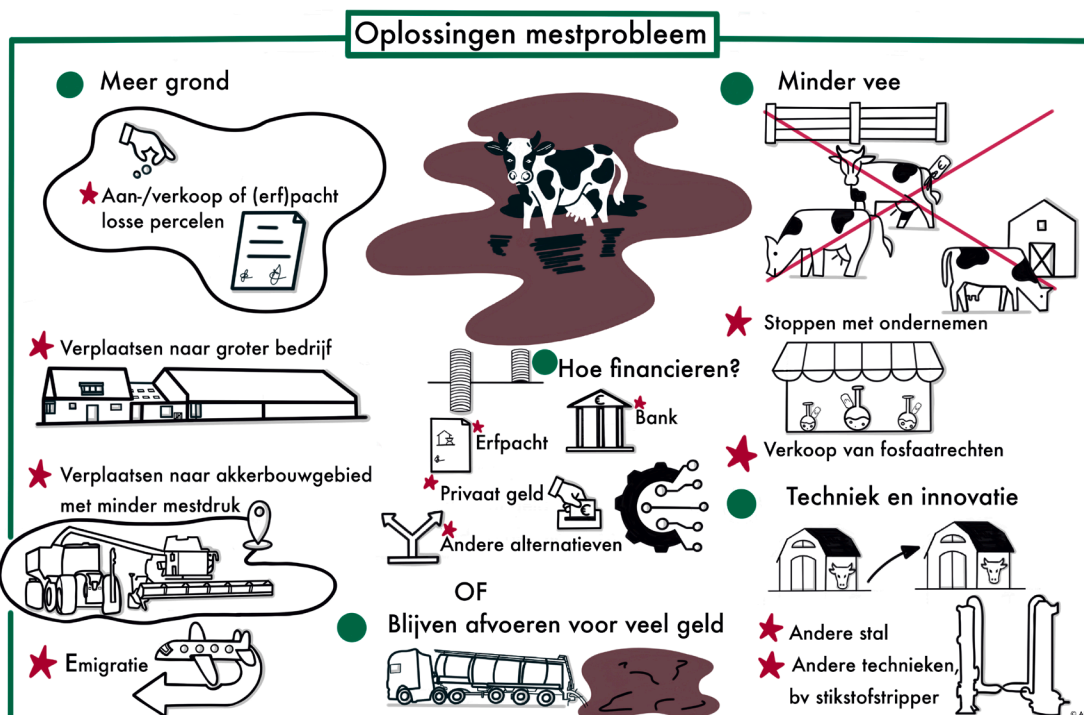 Oplossingen mestprobleem
Meer grond
Aan-/verkoop of (erf)pacht
losse percelen
Verplaatsen naar groter bedrijf
Verplaatsen naar akkerbouwgebied
met minder mestdruk
Emigratie
Hoe financieren?
Bank
Erfpacht
Privaat geld
Andere alternatieven
OF
Blijven afvoeren voor veel geld
Minder vee
Stoppen met ondernemen
Verkoop van fosfaatrechten
Techniek en innovatie
Andere stal
Andere technieken,
bv stikstofstripper